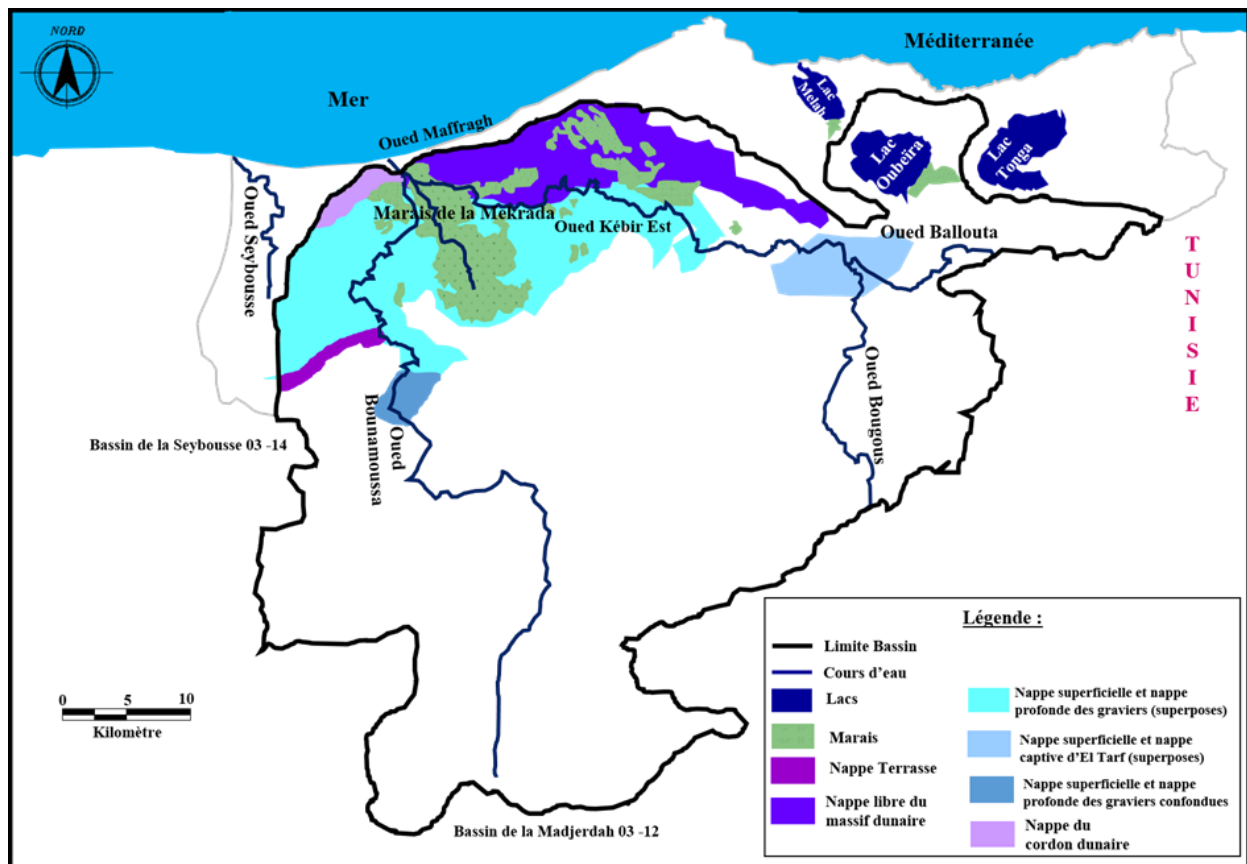 NORD
Mer
Méditerranée
Oued Maffragh
Lac
Melah
Lac
Oubeïra
Lac
Tonga
Oued Seybousse
Marais de la Mekrada
Oued Kébir Est
Oued Ballouta
TUNISIE
Oued Bougous
Oued
Bounamoussa
Bassin de la Seybousse 03 -14
Bassin de la Madjerdah 03 -12
0 5 10
Kilomètre
Légende :
Limite Bassin
Cours d'eau
Lacs
Marais
Nappe Terrasse
Nappe libre du
massif dunaire
Nappe superficielle et nappe
profonde des graviers (superposes)
Nappe superficielle et nappe
captive d'El Tarf (superposes)
Nappe superficielle et nappe
profonde des graviers confondues
Nappe du
cordon dunaire